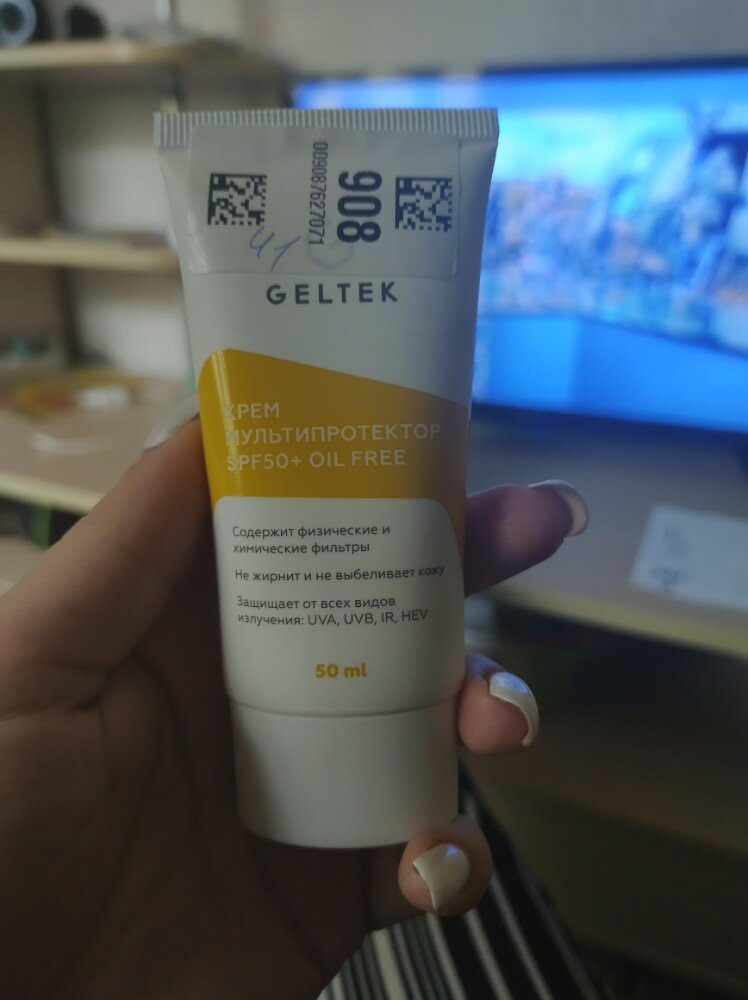 908
009087627071
41
GELTEK
КРЕМ
МУЛЬТИПРОТЕКТОР
SPF50+ OIL FREE
Содержит физические и
химические фильтры
Не жирнит и не выбеливает кожу
Защищает от всех видов
излучения: UVA, UVB, IR, HEV
50 ml